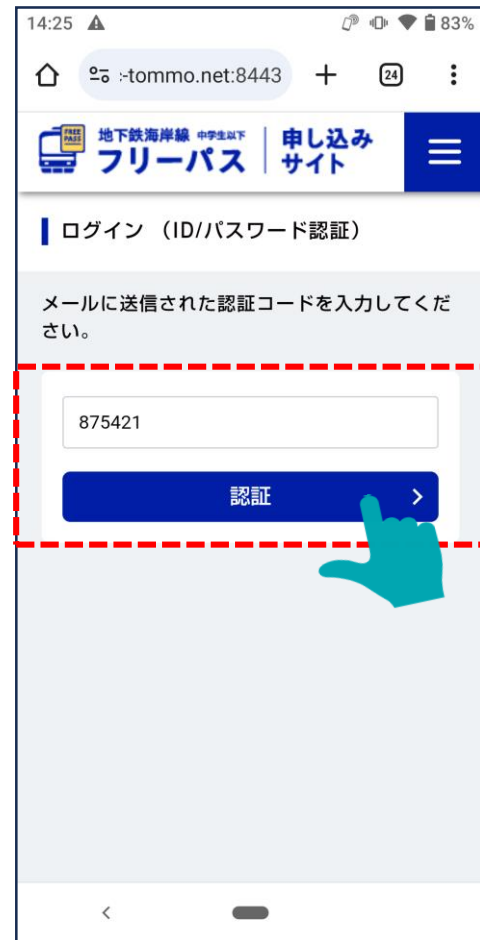 14:25 83%
:-tommo.net:8443 24
FREE PASS
地下鉄海岸線 中学生以下
フリーパス
申し込み
サイト
ログイン （ID/パスワード認証）
メールに送信された認証コードを入力してくだ
さい。
875421
認証